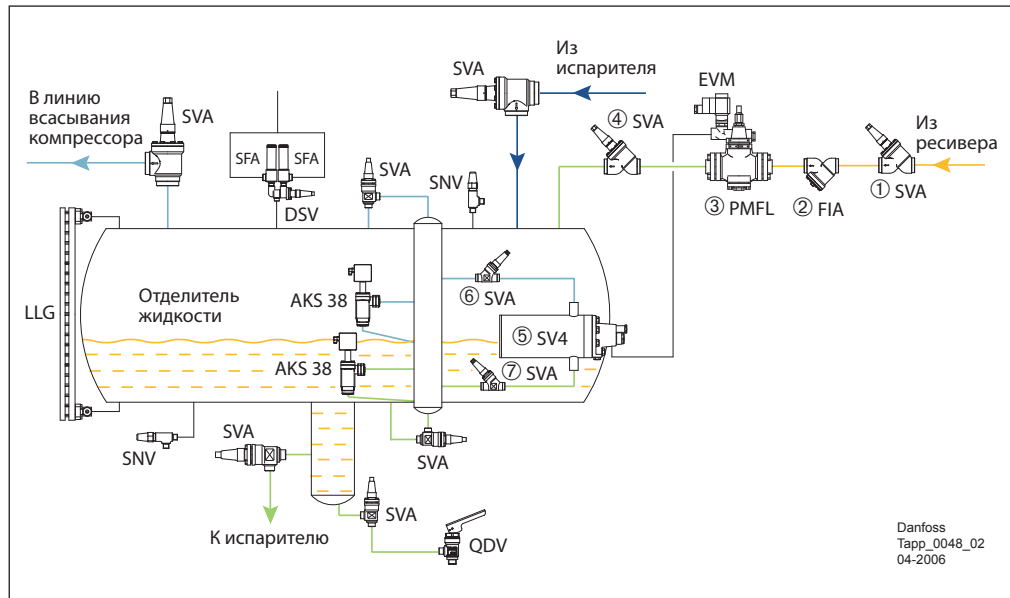 В линию
всасывания
компрессора
SVA
SFA
SFA
DSV
SVA
SNV
SVA
Из
испарителя
④ SVA
EVM
Из
ресивера
③ PMFL
② FIA
① SVA
LLG
Отделитель
жидкости
AKS 38
AKS 38
⑥ SVA
⑤ SV4
⑦ SVA
SNV
SVA
SVA
К испарителю
SVA
QDV
Danfoss
Tapp_0048_02
04-2006